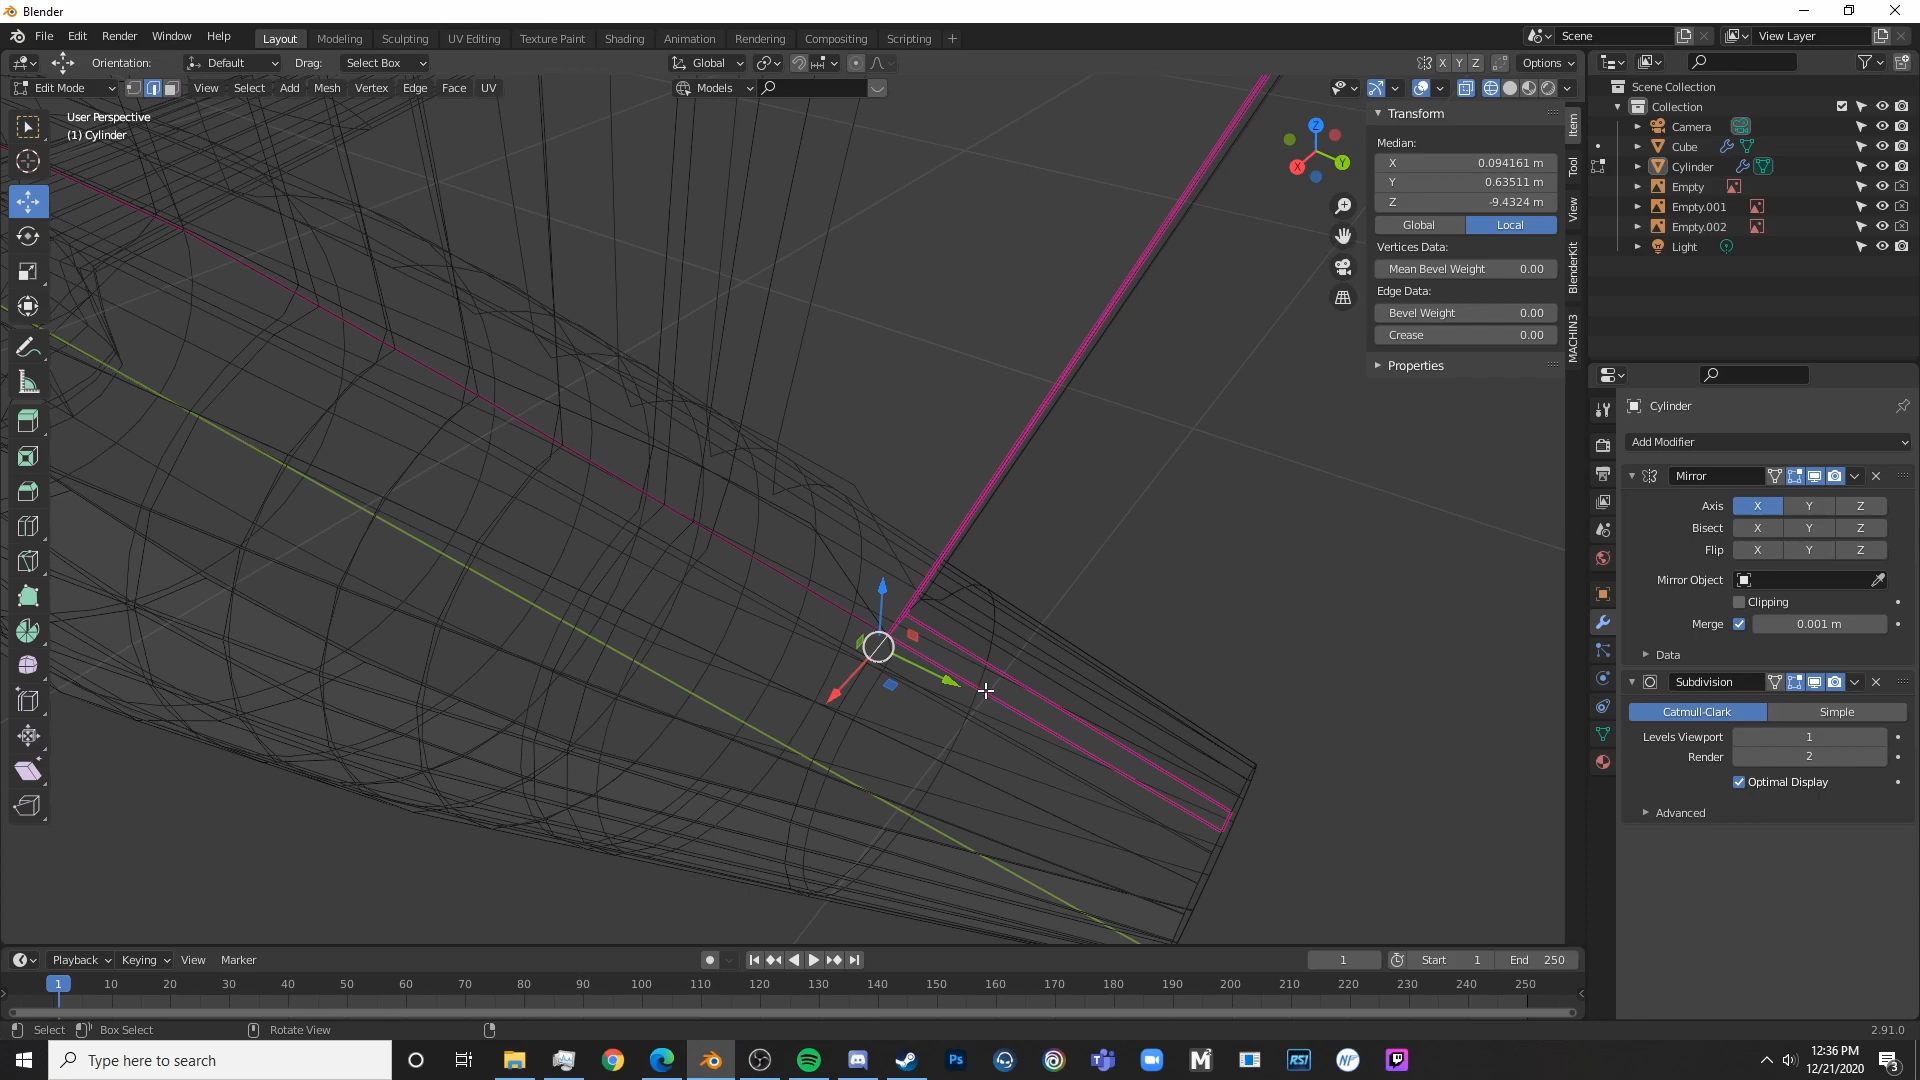 Blender
File Edit Render Window Help
Layout Modeling Sculpting UV Editing Texture Paint Shading Animation Rendering Compositing Scripting +
Scene View Layer
Orientation: Default Drag: Select Box Global X Y Z Options
Edit Mode View Select Add Mesh Vertex Edge Face UV Models
User Perspective
(1) Cylinder
Z
Y
X
Transform
Median:
X 0.094161 m
Y 0.63511 m
Z -9.4324 m
Global Local
Vertices Data:
Mean Bevel Weight 0.00
Edge Data:
Bevel Weight 0.00
Crease 0.00
Properties
Item
Tool
View
BlenderKit
MACHIN3
Scene Collection
Collection
Camera
Cube
Cylinder
Empty
Empty.001
Empty.002
Light
Cylinder
Add Modifier
Mirror
Axis X Y Z
Bisect X Y Z
Flip X Y Z
Mirror Object
Clipping
Merge 0.001 m
Data
Subdivision
Catmull-Clark Simple
Levels Viewport 1
Render 2
Optimal Display
Advanced
Playback Keying View Marker 1 Start 1 End 250
1 10 20 30 40 50 60 70 80 90 100 110 120 130 140 150 160 170 180 190 200 210 220 230 240 250
Select Box Select Rotate View 2.91.0
Type here to search
Ps
RSI
12:36 PM
12/21/2020
3